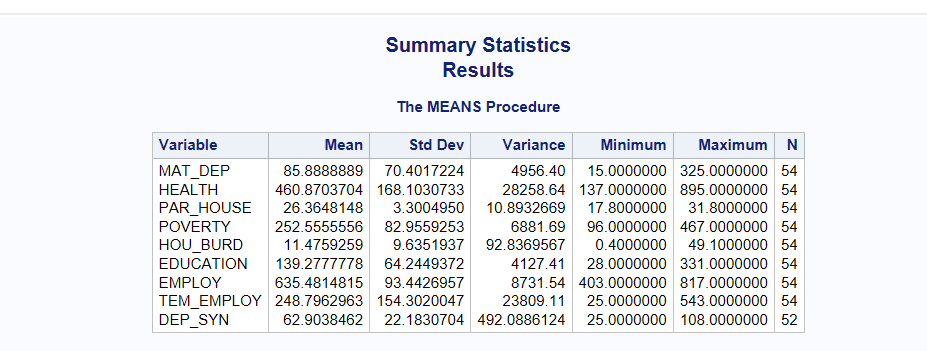 Summary Statistics
Results
The MEANS Procedure
Variable Mean Std Dev Variance Minimum Maximum N
MAT_DEP 85.8888889 70.4017224 4956.40 15.0000000 325.0000000 54
HEALTH 460.8703704 168.1030733 28258.64 137.0000000 895.0000000 54
PAR_HOUSE 26.3648148 3.3004950 10.8932669 17.8000000 31.8000000 54
POVERTY 252.5555556 82.9559253 6881.69 96.0000000 467.0000000 54
HOU_BURD 11.4759259 9.6351937 92.8369567 0.4000000 49.1000000 54
EDUCATION 139.2777778 64.2449372 4127.41 28.0000000 331.0000000 54
EMPLOY 635.4814815 93.4426957 8731.54 403.0000000 817.0000000 54
TEM_EMPLOY 248.7962963 154.3020047 23809.11 25.0000000 543.0000000 54
DEP_SYN 62.9038462 22.1830704 492.0886124 25.0000000 108.0000000 52